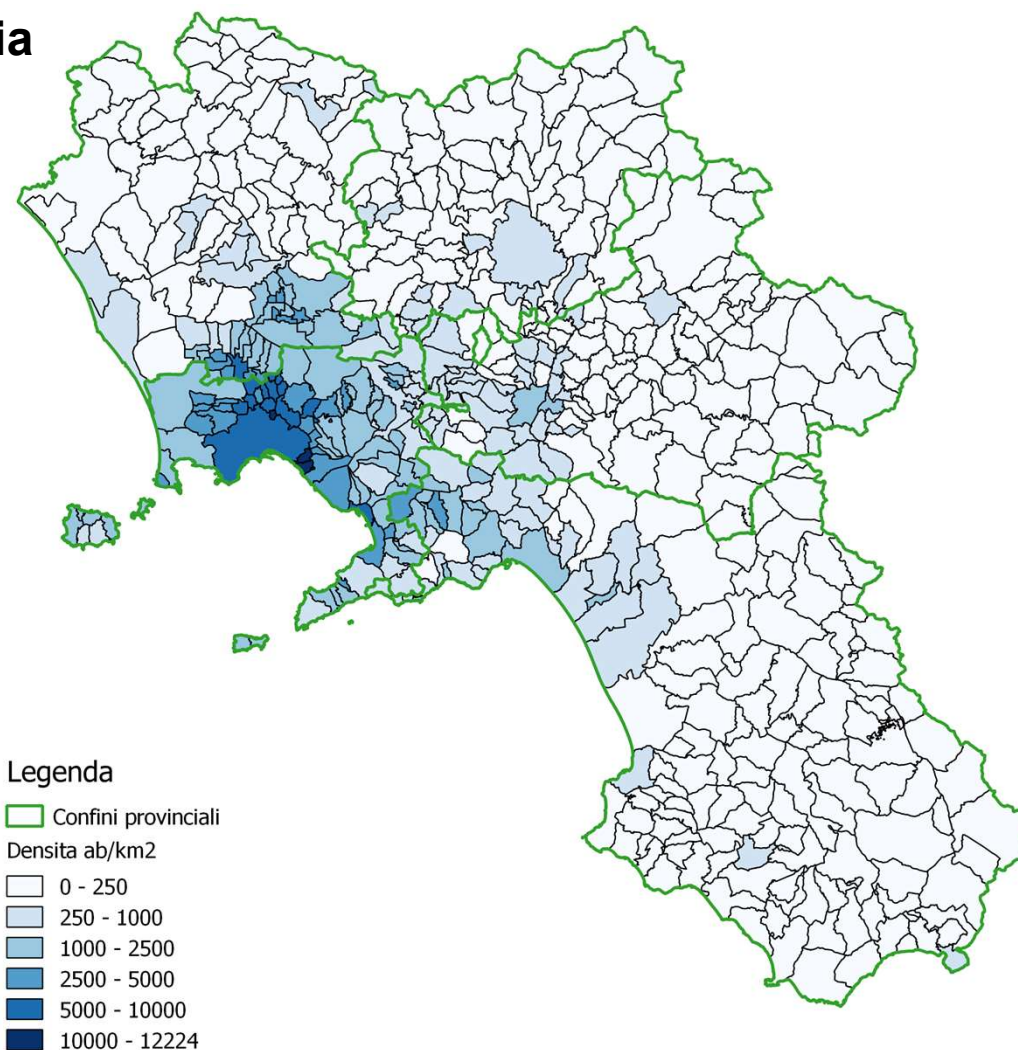 ia
Legenda
Confini provinciali
Densita ab/km2
0 - 250
250 - 1000
1000 - 2500
2500 - 5000
5000 - 10000
10000 - 12224